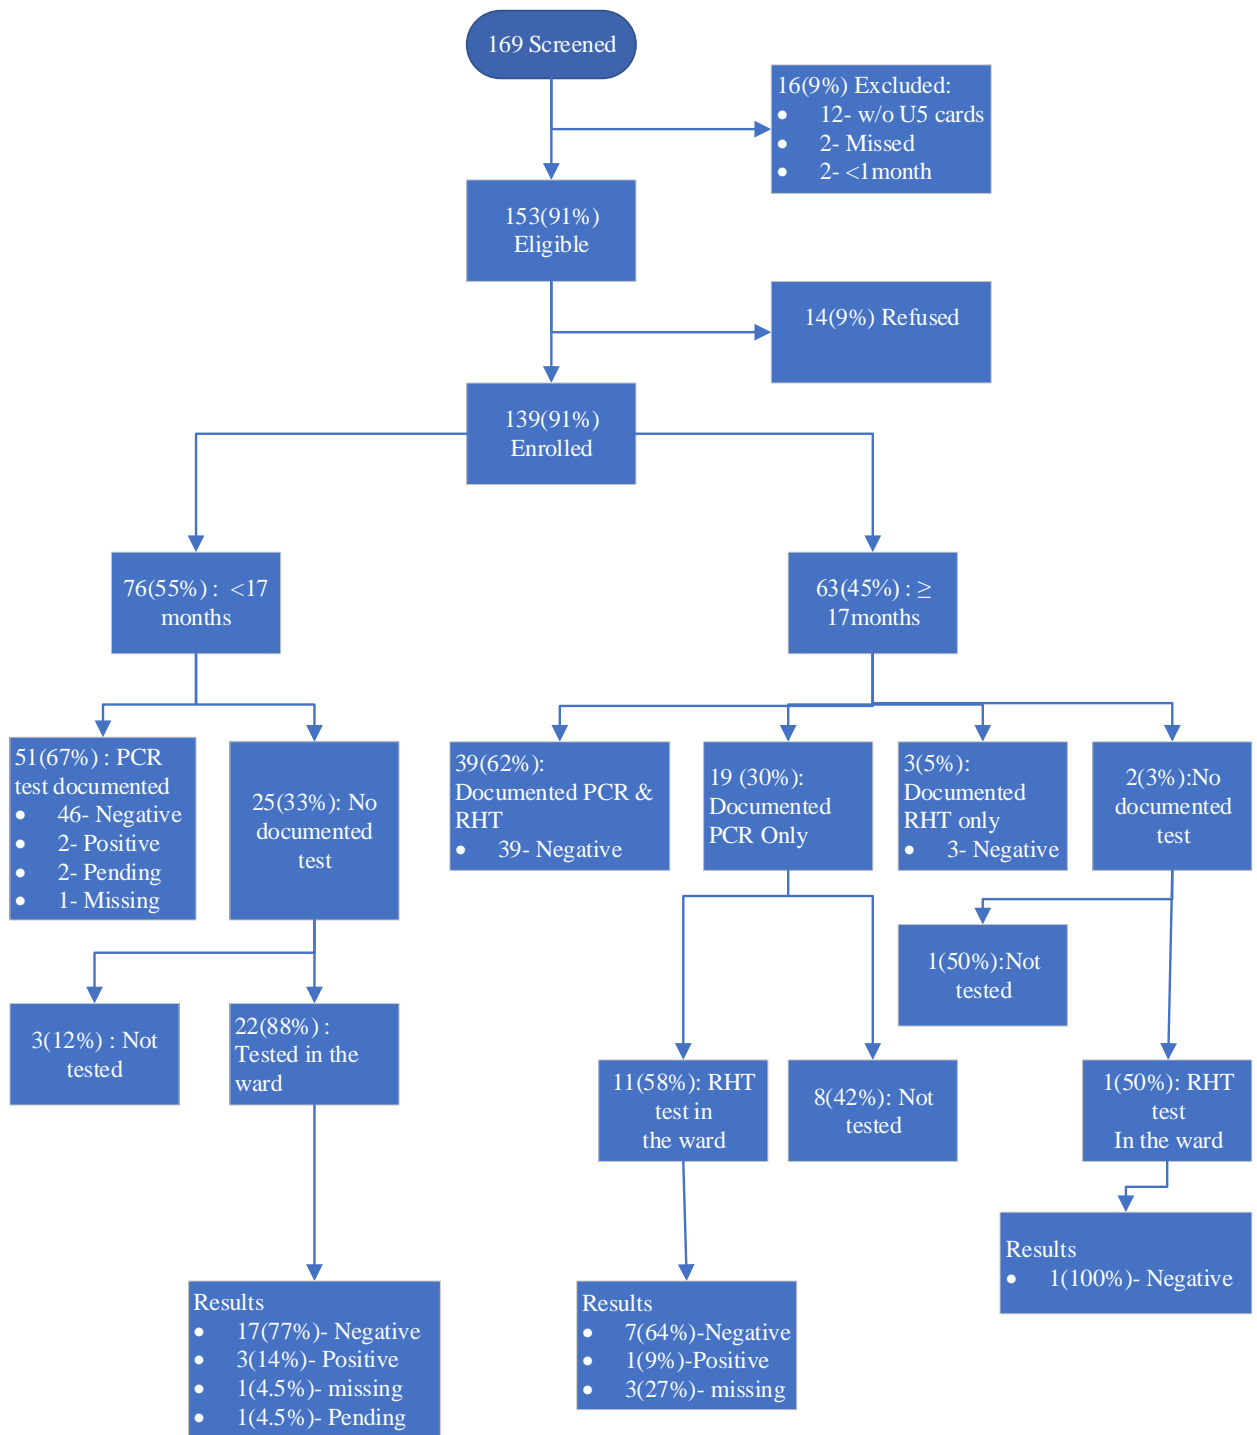 169 Screened
16(9%) Excluded:
• 12- w/o U5 cards
• 2- Missed
• 2- <1month
153(91%)
Eligible
14(9%) Refused
139(91%)
Enrolled
76(55%) : <17
months
63(45%) : ≥
17months
51(67%) : PCR
test documented
• 46- Negative
• 2- Positive
• 2- Pending
• 1- Missing
25(33%): No
documented
test
39(62%):
Documented PCR &
RHT
• 39- Negative
19 (30%):
Documented
PCR Only
3(5%):
Documented
RHT only
• 3- Negative
2(3%):No
documented
test
3(12%) : Not
tested
22(88%) :
Tested in the
ward
11(58%): RHT
test in
the ward
8(42%): Not
tested
1(50%):Not
tested
1(50%): RHT
test
In the ward
Results
• 17(77%)- Negative
• 3(14%)- Positive
• 1(4.5%)- missing
• 1(4.5%)- Pending
Results
• 7(64%)-Negative
• 1(9%)-Positive
• 3(27%)- missing
Results
• 1(100%)- Negative